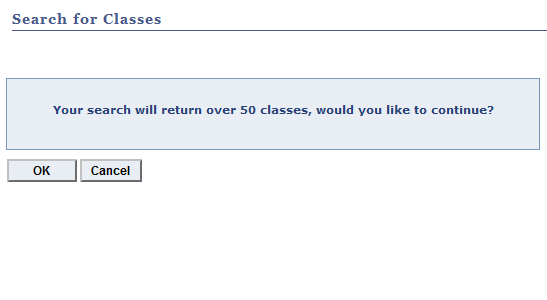 Search for Classes
Your search will return over 50 classes, would you like to continue?
OK
Cancel